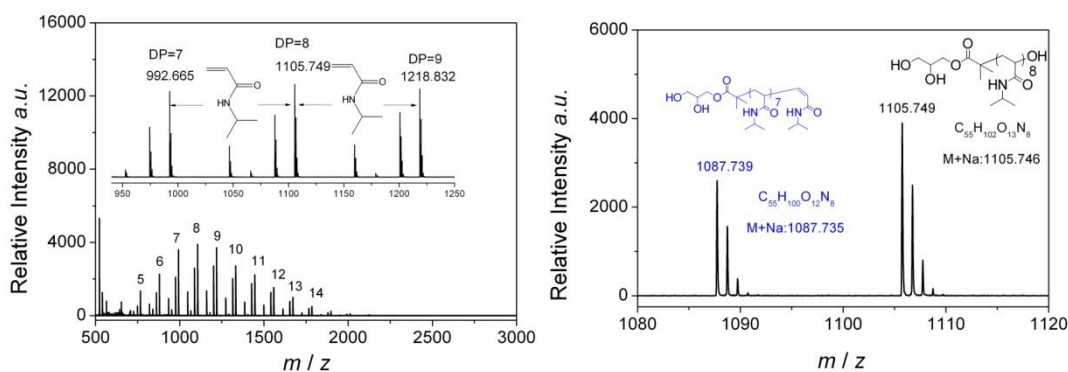 16000
12000
8000
4000
0
Relative Intensity a.u.
DP=7
992.665
DP=8
1105.749
DP=9
1218.832
O
N
H
O
N
H
950 1000 1050 1100 1150 1200 1250
5 6 7 8 9 10 11 12 13 14
500 1000 1500 2000 2500 3000
m / z
6000
4000
2000
0
Relative Intensity a.u.
HO
OH
O
O
7
NH
O
HN
O
1087.739
C55H100O12N8
M+Na:1087.735
HO
OH
O
O
OH
8
O
HN
1105.749
C55H102O13N8
M+Na:1105.746
1080 1090 1100 1110 1120
m / z